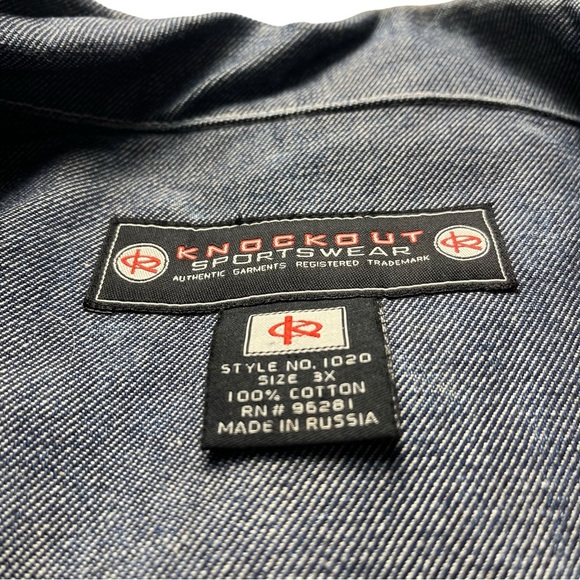 KNOCKOUT
SPORTSWEAR
AUTHENTIC GARMENTS REGISTERED TRADEMARK
STYLE NO. 1020
SIZE 3X
100% COTTON
RN# 96281
MADE IN RUSSIA